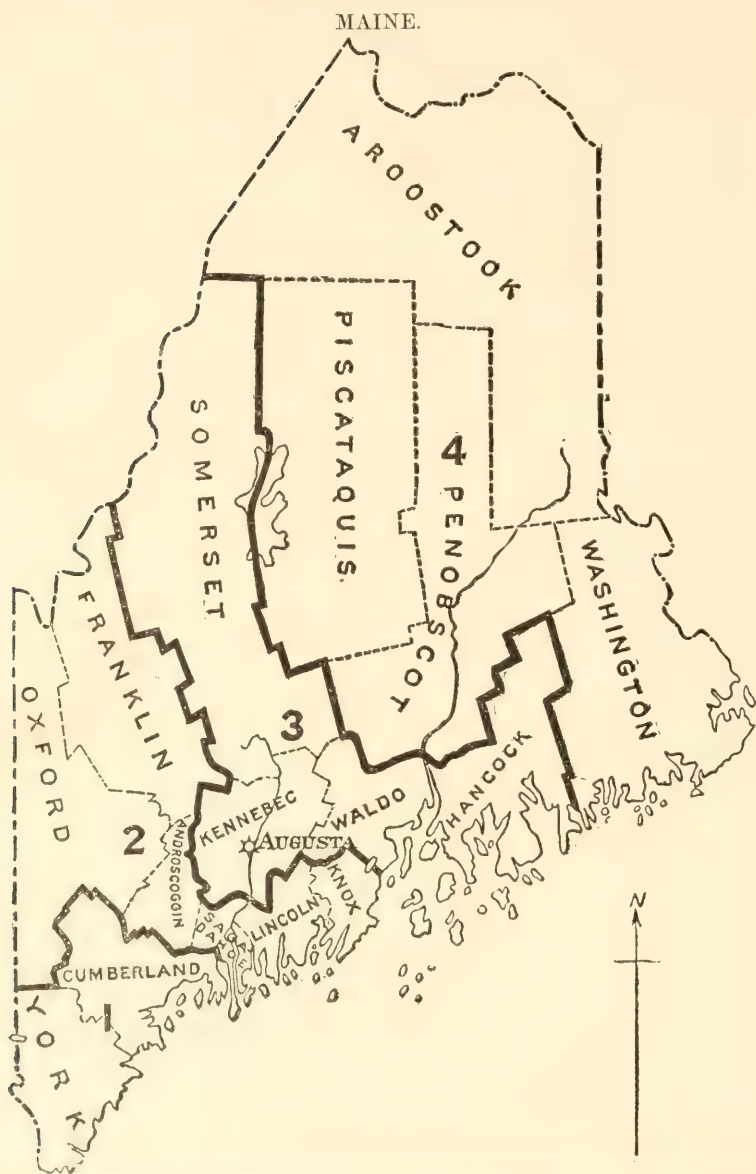 MAINE.
AROOSTOOK
PISCATAQUIS.
SOMERSET
4
PENOBSCOT
WASHINGTON
FRANKLIN
OXFORD
3
HANCOCK
WALDO
KENNEBEC
2
ANDROSCOGGIN
AUGUSTA
KNOX
LINCOLN
SAGADAHOC
CUMBERLAND
1
YORK
N